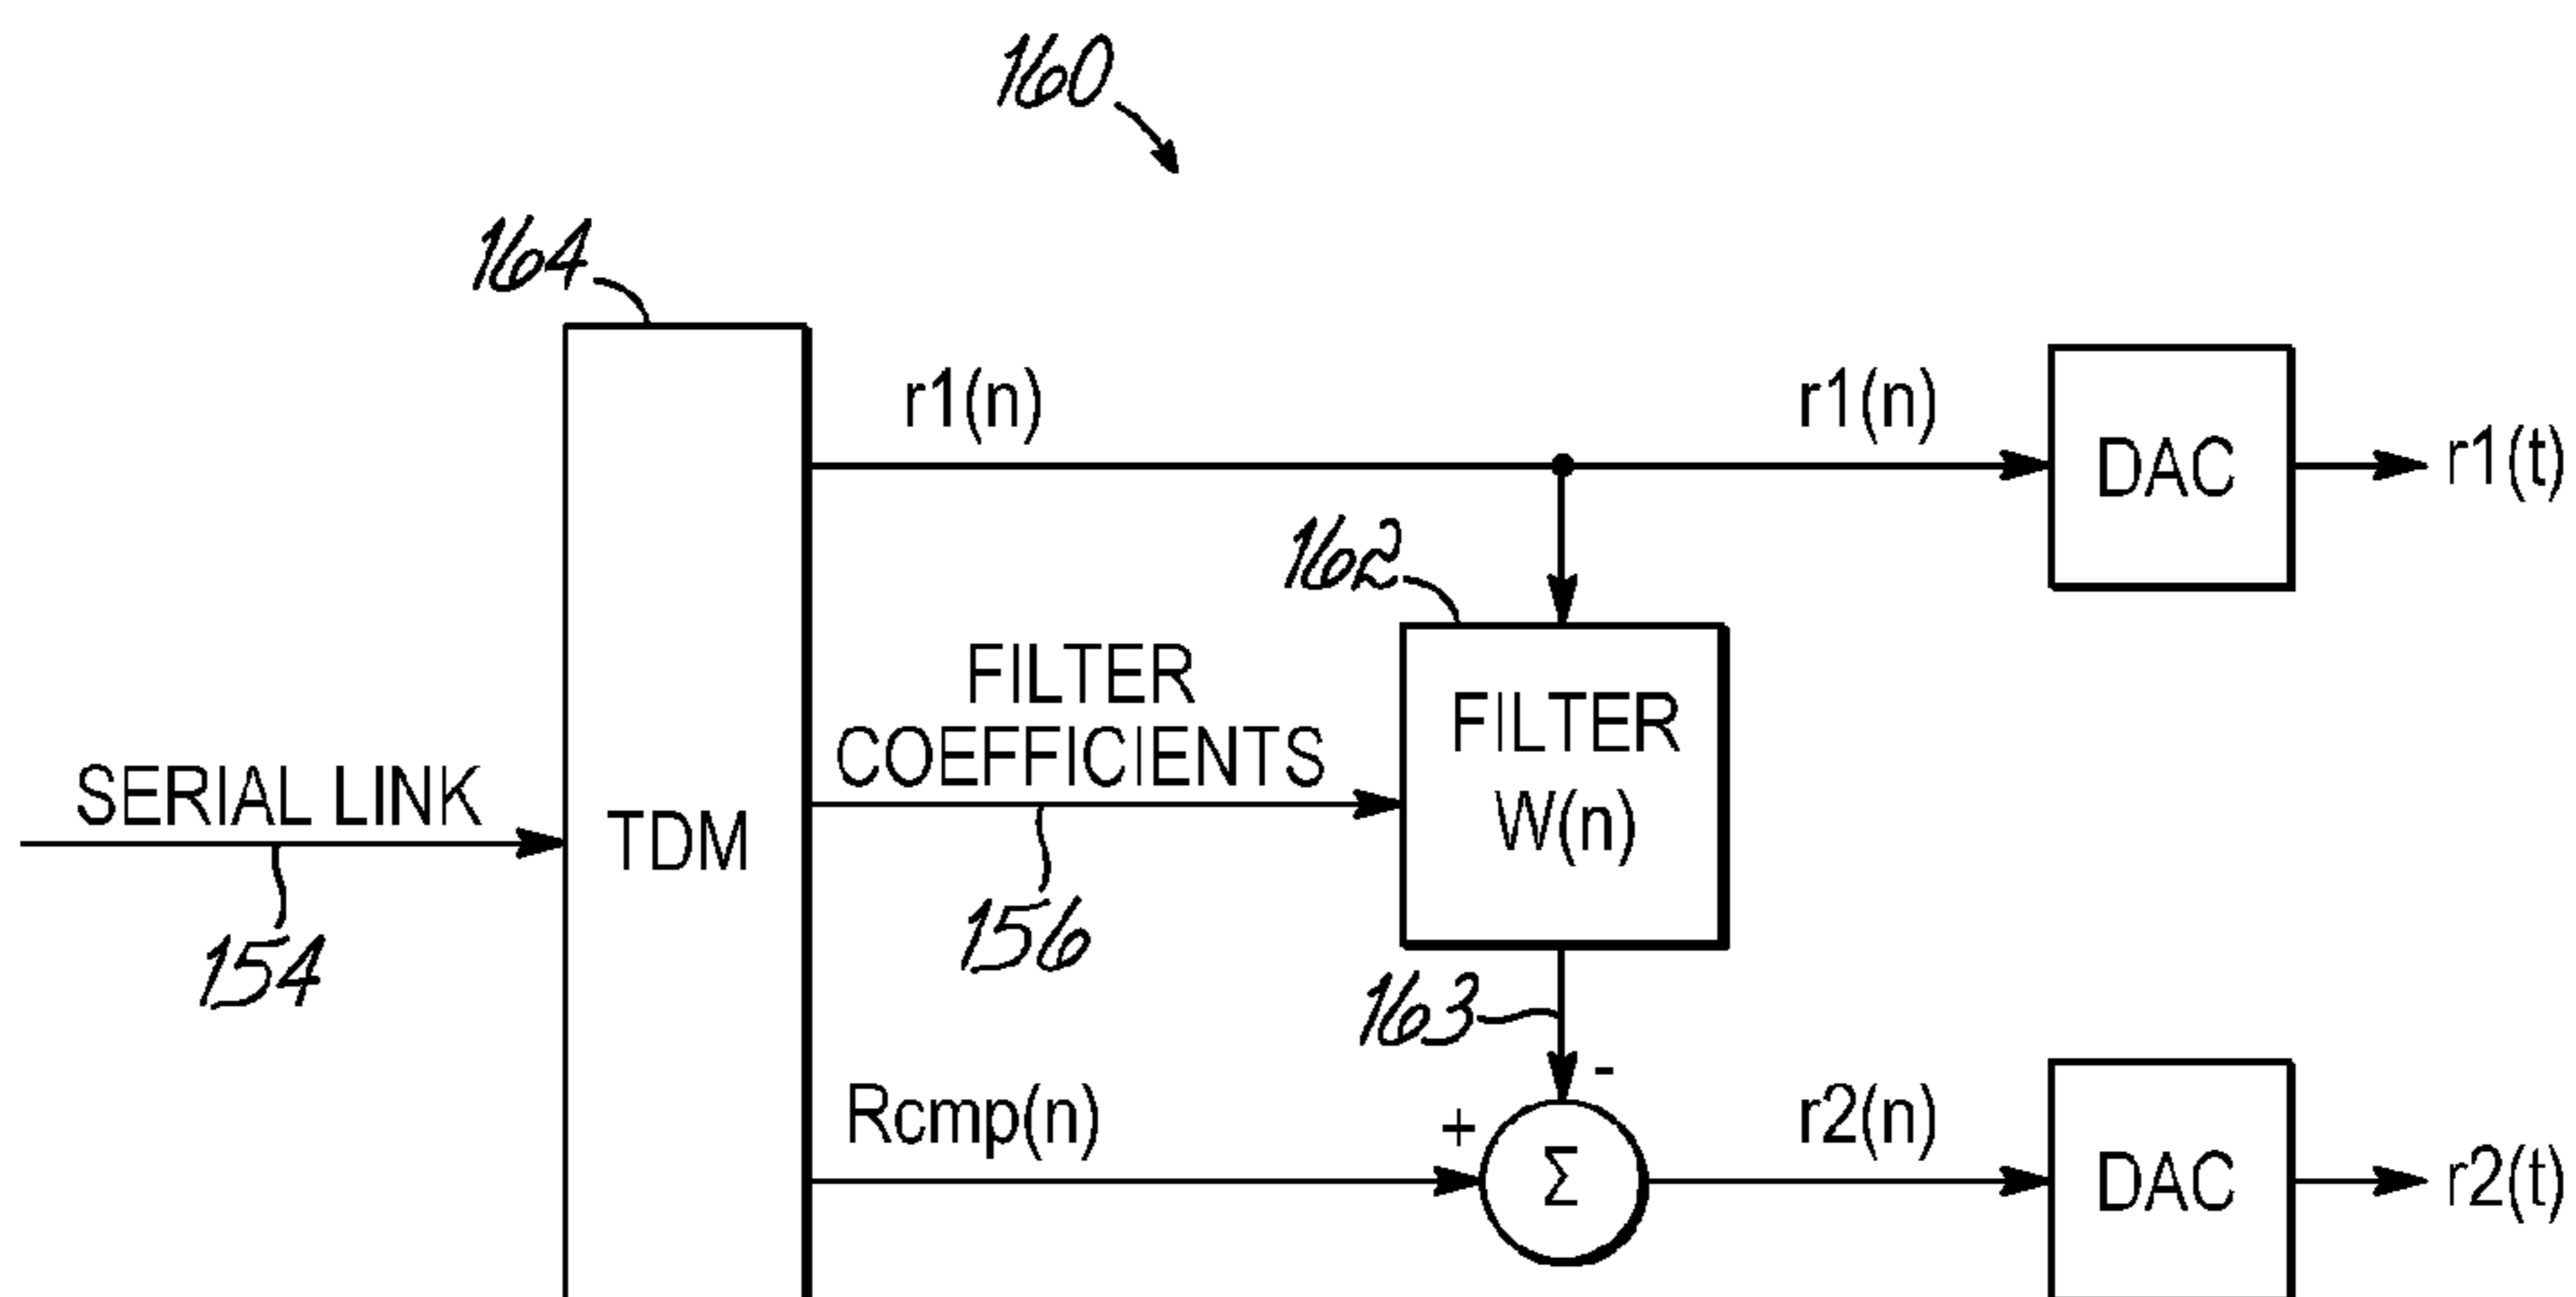 160
164
r1(n)
r1(n)
DAC
r1(t)
162
FILTER
COEFFICIENTS
FILTER
W(n)
SERIAL LINK
TDM
154
156
163
-
Rcmp(n)
+
Σ
r2(n)
DAC
r2(t)